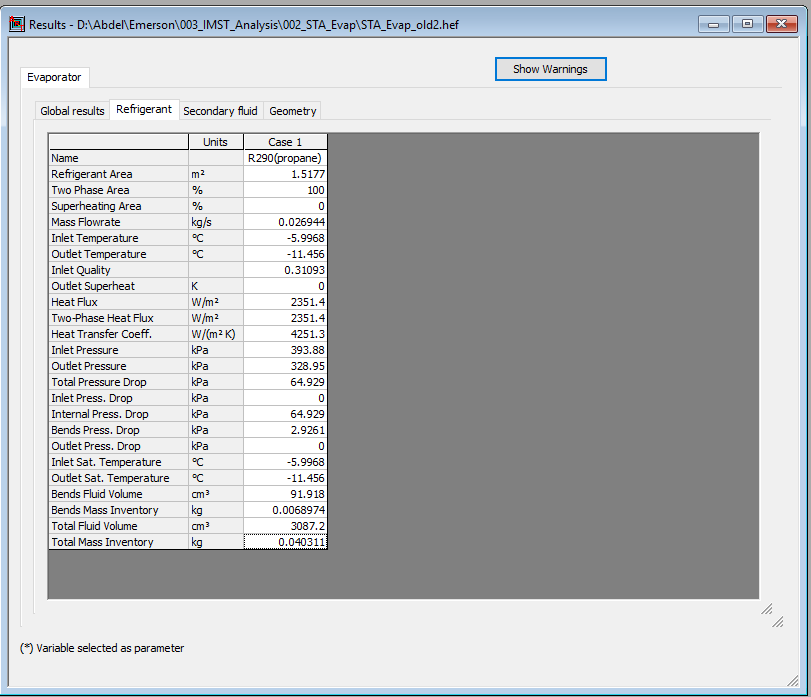 Results - D:\Abdel\Emerson\003_IMST_Analysis\002_STA_Evap\STA_Evap_old2.hef
Show Warnings
Evaporator
Global results Refrigerant Secondary fluid Geometry
Units Case 1
Name R290(propane)
Refrigerant Area m² 1.5177
Two Phase Area % 100
Superheating Area % 0
Mass Flowrate kg/s 0.026944
Inlet Temperature ºC -5.9968
Outlet Temperature ºC -11.456
Inlet Quality 0.31093
Outlet Superheat K 0
Heat Flux W/m² 2351.4
Two-Phase Heat Flux W/m² 2351.4
Heat Transfer Coeff. W/(m² K) 4251.3
Inlet Pressure kPa 393.88
Outlet Pressure kPa 328.95
Total Pressure Drop kPa 64.929
Inlet Press. Drop kPa 0
Internal Press. Drop kPa 64.929
Bends Press. Drop kPa 2.9261
Outlet Press. Drop kPa 0
Inlet Sat. Temperature ºC -5.9968
Outlet Sat. Temperature ºC -11.456
Bends Fluid Volume cm³ 91.918
Bends Mass Inventory kg 0.0068974
Total Fluid Volume cm³ 3087.2
Total Mass Inventory kg 0.040311
(*) Variable selected as parameter